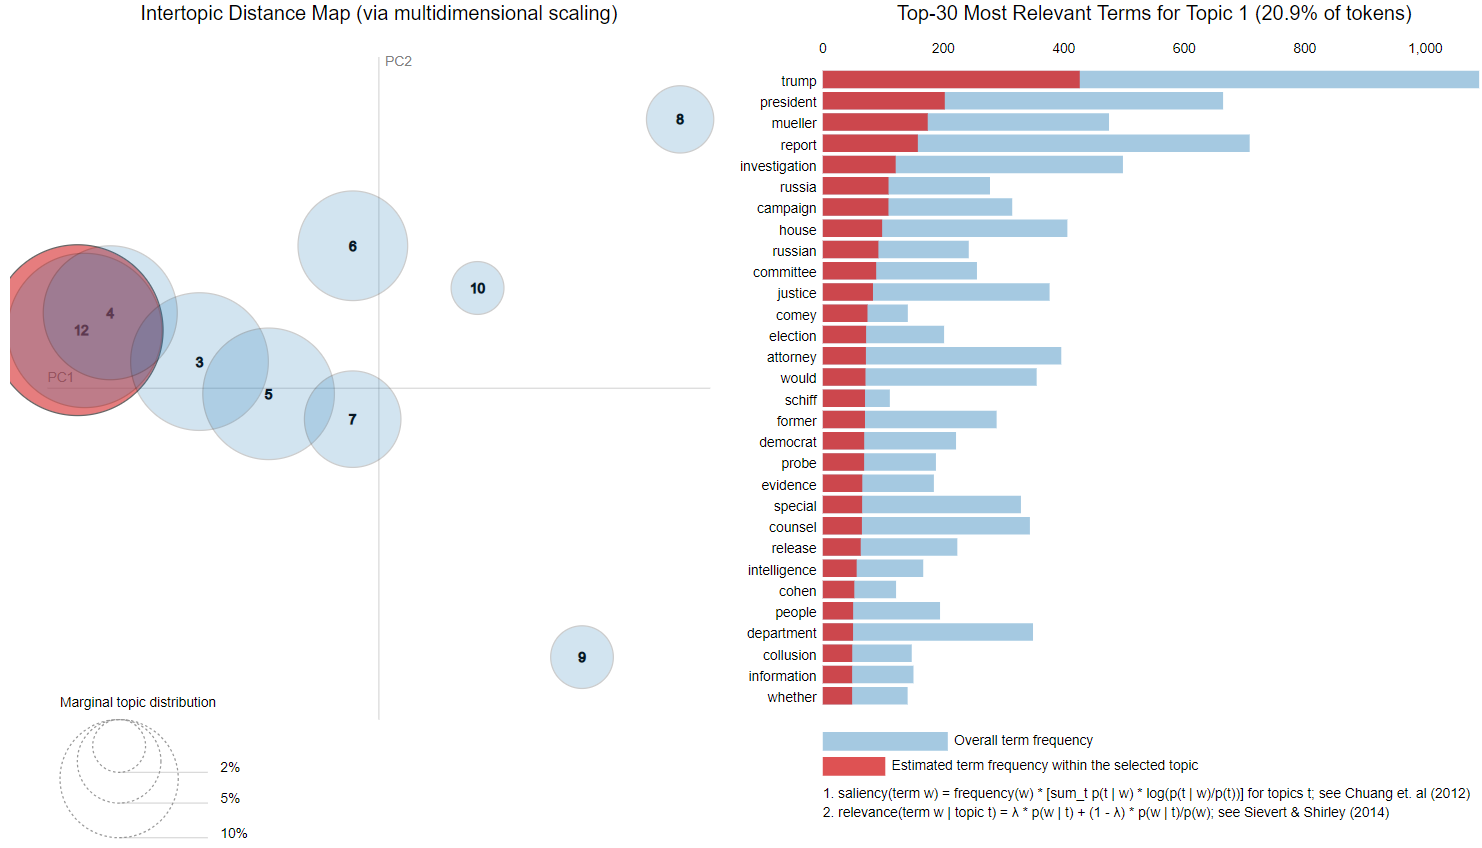 Intertopic Distance Map (via multidimensional scaling)
PC2
8
6
10
4
12
3
PC1
5
7
9
Marginal topic distribution
2%
5%
10%
Top-30 Most Relevant Terms for Topic 1 (20.9% of tokens)
0 200 400 600 800 1,000
trump
president
mueller
report
investigation
russia
campaign
house
russian
committee
justice
comey
election
attorney
would
schiff
former
democrat
probe
evidence
special
counsel
release
intelligence
cohen
people
department
collusion
information
whether
Overall term frequency
Estimated term frequency within the selected topic
1. saliency(term w) = frequency(w) * [sum_t p(t | w) * log(p(t | w)/p(t))] for topics t; see Chuang et. al (2012)
2. relevance(term w | topic t) = λ * p(w | t) + (1 - λ) * p(w | t)/p(w); see Sievert & Shirley (2014)